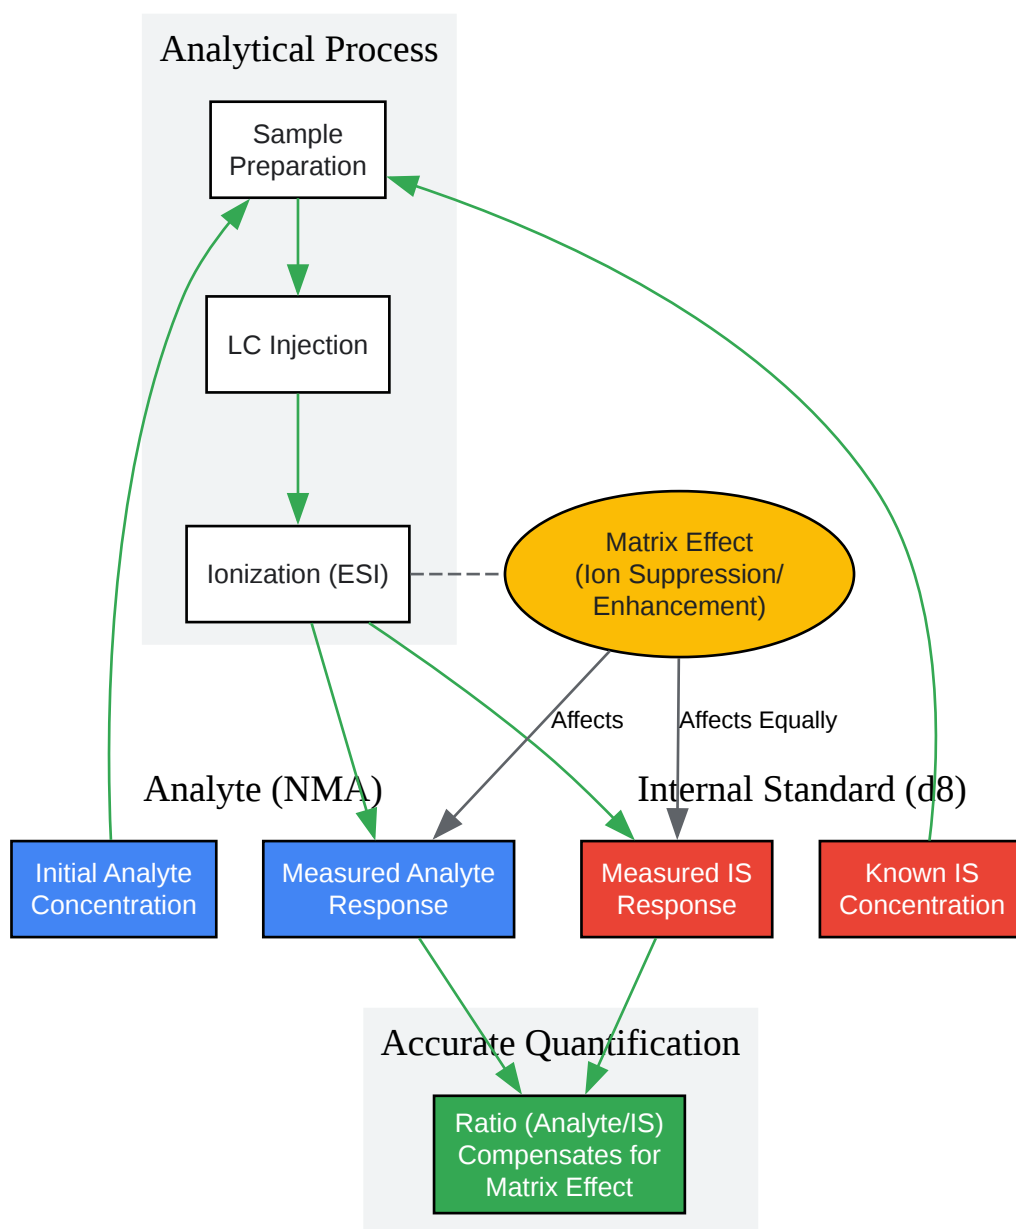 Analytical Process
Sample
Preparation
LC Injection
Ionization (ESI)
Matrix Effect
(Ion Suppression/
Enhancement)
Affects
Affects Equally
Analyte (NMA)
Internal Standard (d8)
Initial Analyte
Concentration
Measured Analyte
Response
Measured IS
Response
Known IS
Concentration
Accurate Quantification
Ratio (Analyte/IS)
Compensates for
Matrix Effect